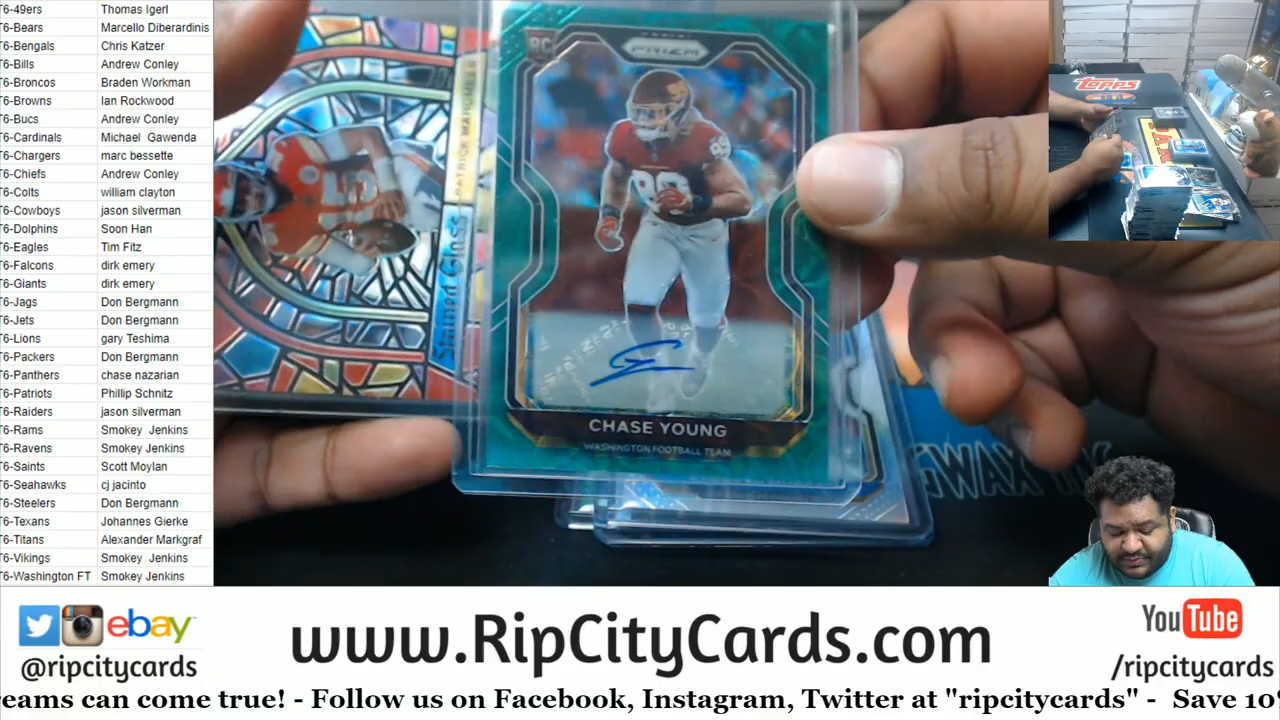 T6-49ers Thomas Igerl
T6-Bears Marcello Diberardinis
T6-Bengals Chris Katzer
T6-Bills Andrew Conley
T6-Broncos Braden Workman
T6-Browns Ian Rockwood
T6-Bucs Andrew Conley
T6-Cardinals Michael Gawenda
T6-Chargers marc bessette
T6-Chiefs Andrew Conley
T6-Colts william clayton
T6-Cowboys jason silverman
T6-Dolphins Soon Han
T6-Eagles Tim Fitz
T6-Falcons dirk emery
T6-Giants dirk emery
T6-Jags Don Bergmann
T6-Jets Don Bergmann
T6-Lions gary Teshima
T6-Packers Don Bergmann
T6-Panthers chase nazarian
T6-Patriots Phillip Schnitz
T6-Raiders jason silverman
T6-Rams Smokey Jenkins
T6-Ravens Smokey Jenkins
T6-Saints Scott Moylan
T6-Seahawks cj jacinto
T6-Steelers Don Bergmann
T6-Texans Johannes Gierke
T6-Titans Alexander Markgraf
T6-Vikings Smokey Jenkins
T6-Washington FT Smokey Jenkins
PATRICK MAHOMES
Stained Glass
RC
PANINI
PRIZM
99
99
CHASE YOUNG
WASHINGTON FOOTBALL TEAM
GWAX
topps
ebay
@ripcitycards
www.RipCityCards.com
YouTube
/ripcitycards
reams can come true! - Follow us on Facebook, Instagram, Twitter at "ripcitycards" - Save 10